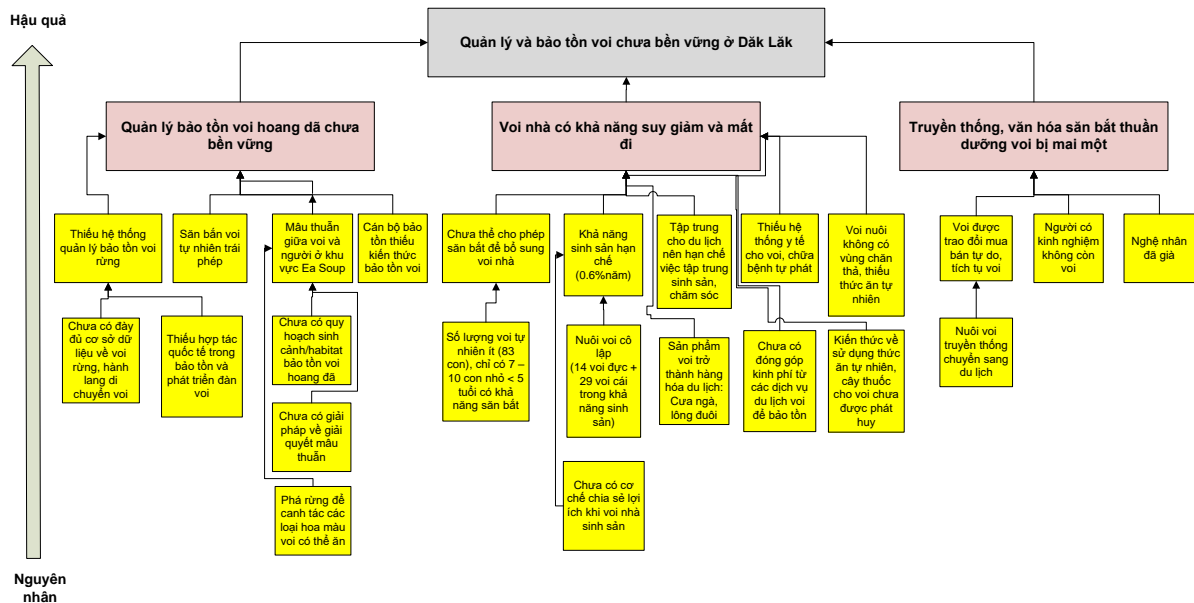 Hậu quả
Quản lý và bảo tồn voi chưa bền vững ở Dăk Lăk
Quản lý bảo tồn voi hoang dã chưa
bền vững
Voi nhà có khả năng suy giảm và mất
đi
Truyền thống, văn hóa săn bắt thuần
dưỡng voi bị mai một
Thiếu hệ thống
quản lý bảo tồn voi
rừng
Săn bắn voi
tự nhiên trái
phép
Mâu thuẫn
giữa voi và
người ở khu
vực Ea Soup
Cán bộ bảo
tồn thiếu
kiến thức
bảo tồn voi
Chưa thể cho phép
săn bắt để bổ sung
voi nhà
Khả năng
sinh sản hạn
chế
(0.6%năm)
Tập trung
cho du lịch
nên hạn chế
việc tập trung
sinh sản,
chăm sóc
Thiếu hệ
thống y tế
cho voi, chữa
bệnh tự phát
Voi nuôi
không có
vùng chăn
thả, thiếu
thức ăn tự
nhiên
Voi được
trao đổi mua
bán tự do,
tích tụ voi
Người có
kinh nghiệm
không còn
voi
Nghệ nhân
đã già
Chưa có đày
đủ cơ sở dữ
liệu về voi
rừng, hành
lang di
chuyển voi
Thiếu hợp tác
quốc tế trong
bảo tồn và
phát triển đàn
voi
Chưa có quy
hoạch sinh
cảnh/habitat
bảo tồn voi
hoang đã
Số lượng voi tự
nhiên ít (83
con), chỉ có 7 –
10 con nhỏ < 5
tuổi có khả
năng săn bắt
Nuôi voi cô
lập
(14 voi đực +
29 voi cái
trong khả
năng sinh
sản)
Sản phẩm
voi trở
thành hàng
hóa du lịch:
Cưa ngà,
lông đuôi
Chưa có
đóng góp
kinh phí từ
các dịch vụ
du lịch voi
để bảo tồn
Kiến thức về
sử dụng thức
ăn tự nhiên,
cây thuốc
cho voi chưa
được phát
huy
Nuôi voi
truyền thống
chuyển sang
du lịch
Chưa có giải
pháp về giải
quyết mâu
thuẫn
Phá rừng để
canh tác các
loại hoa màu
voi có thể ăn
Chưa có cơ
chế chia sẻ lợi
ích khi voi nhà
sinh sản
Nguyên
nhân